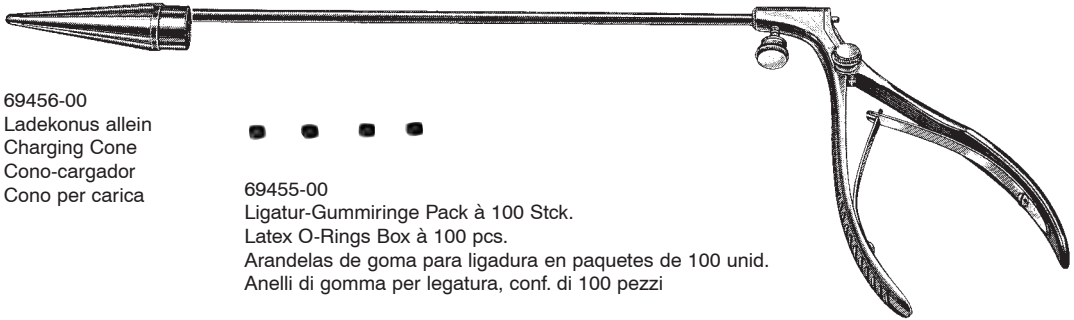 69456-00
Ladekonus allein
Charging Cone
Cono-cargador
Cono per carica
69455-00
Ligatur-Gummiringe Pack à 100 Stck.
Latex O-Rings Box à 100 pcs.
Arandelas de goma para ligadura en paquetes de 100 unid.
Anelli di gomma per legatura, conf. di 100 pezzi